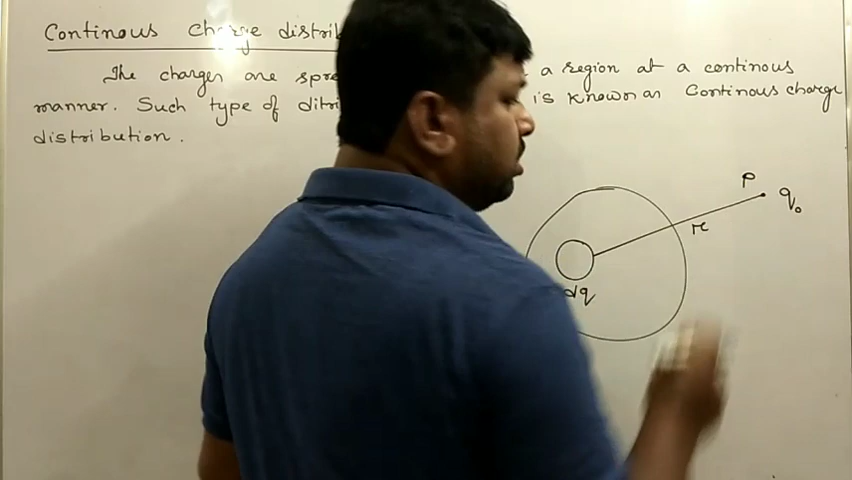 Continous charge distrib
The charges are spre a region at a continous
manner. Such type of ditri is known as Continous charge
distribution.
P q₀
r
dq